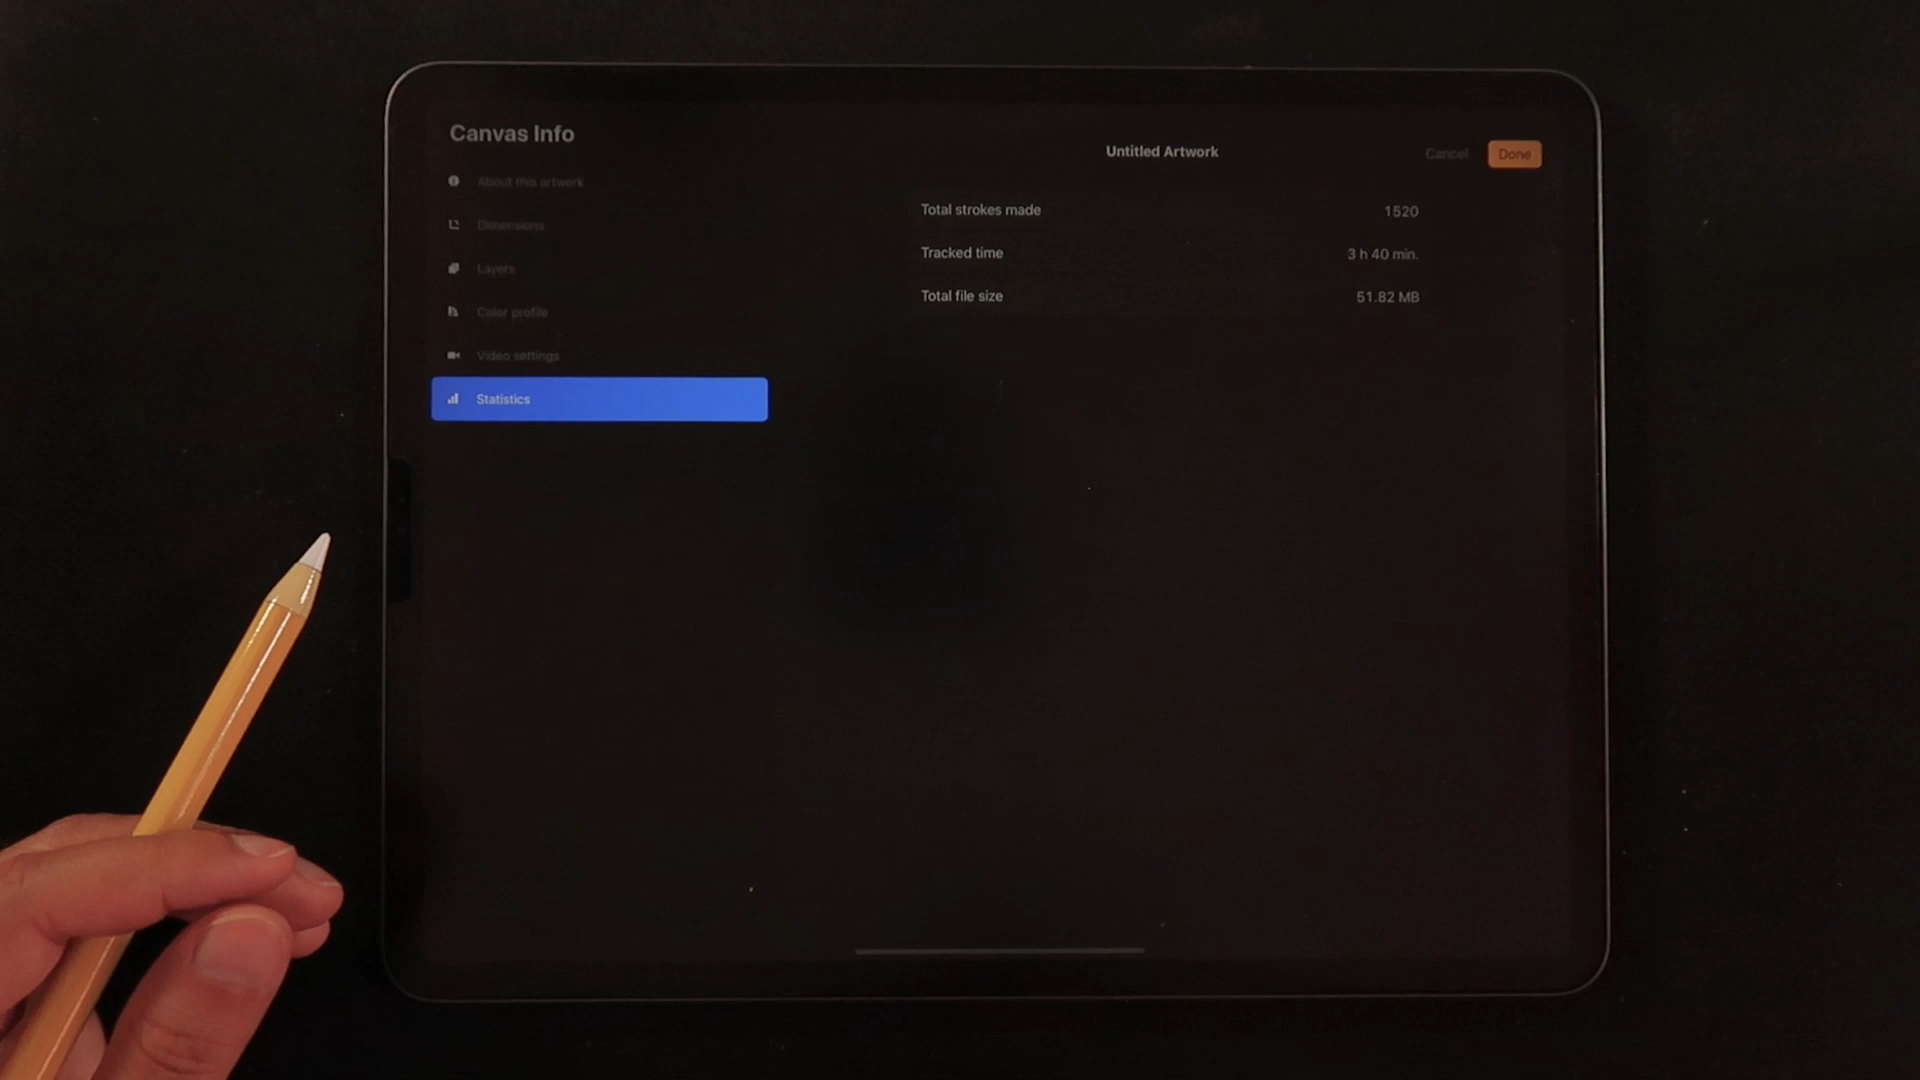 Canvas Info
About this artwork
Dimensions
Layers
Color profile
Video settings
Statistics
Untitled Artwork
Cancel
Done
Total strokes made 1520
Tracked time 3 h 40 min.
Total file size 51.82 MB